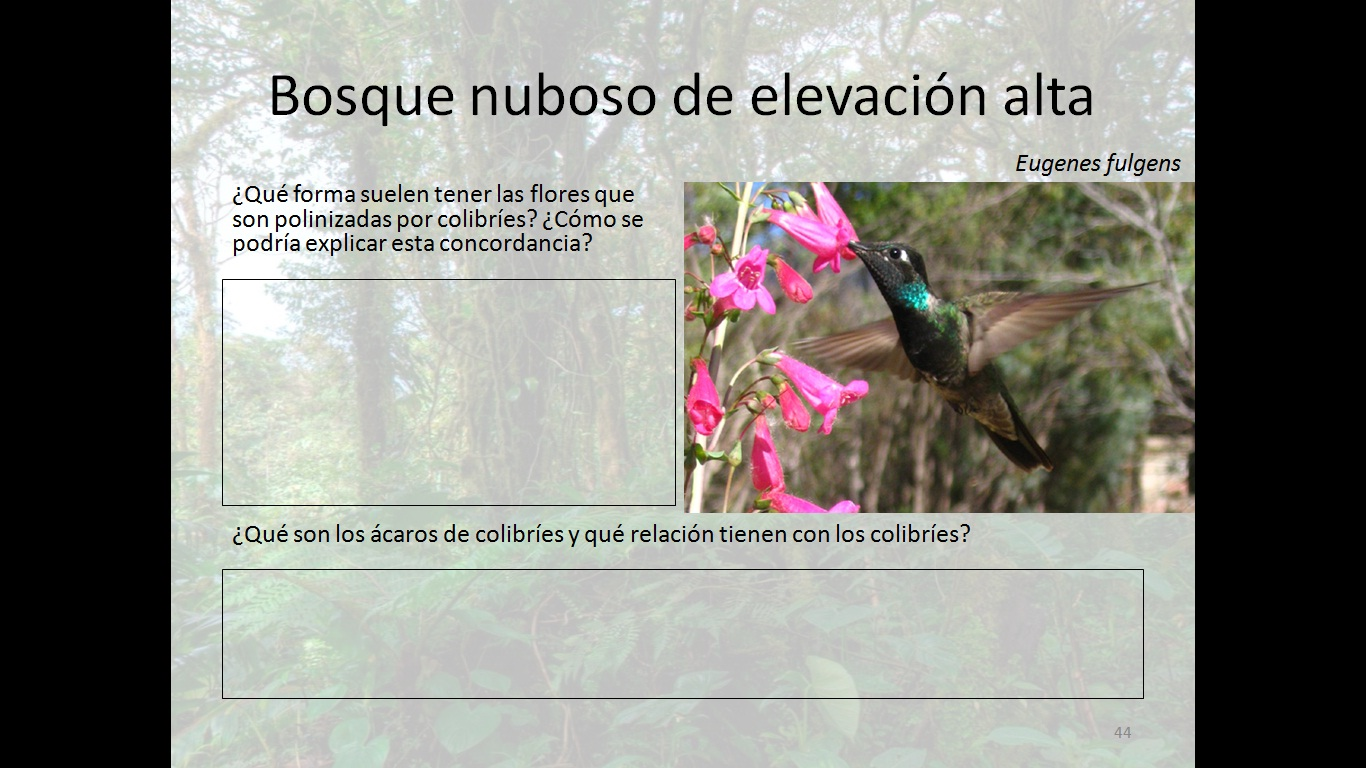 Bosque nuboso de elevación alta
Eugenes fulgens
¿Qué forma suelen tener las flores que
son polinizadas por colibríes? ¿Cómo se
podría explicar esta concordancia?
¿Qué son los ácaros de colibríes y qué relación tienen con los colibríes?
44